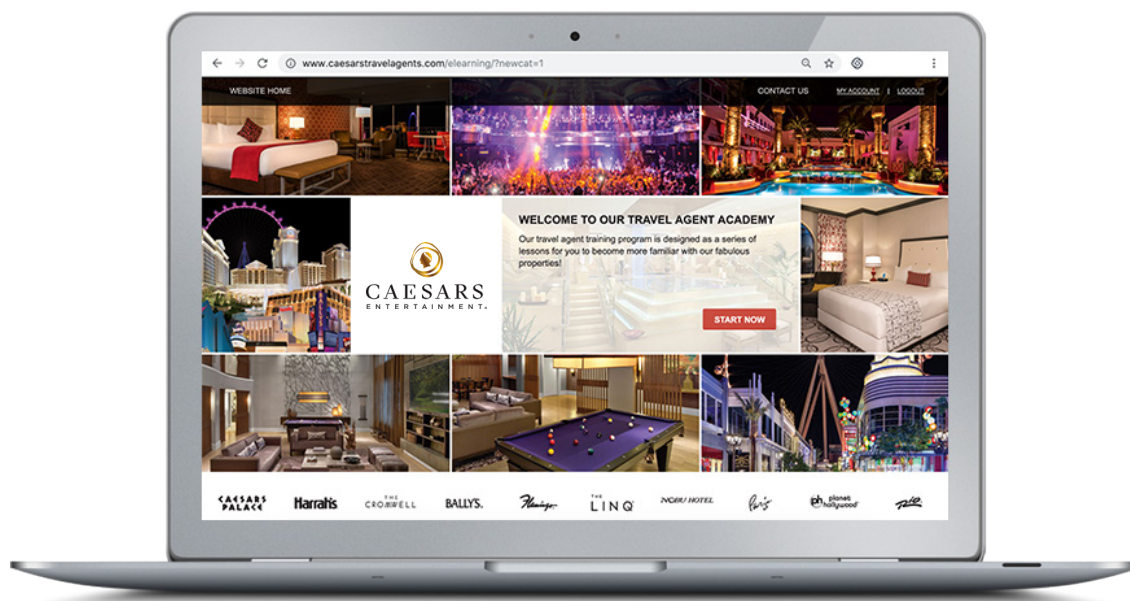 www.caesarstravelagents.com/elearning/?newcat=1
WEBSITE HOME
CONTACT US
MY ACCOUNT | LOGOUT
WELCOME TO OUR TRAVEL AGENT ACADEMY
Our travel agent training program is designed as a series of
lessons for you to become more familiar with our fabulous
properties!
CAESARS
ENTERTAINMENT
START NOW
CAESARS
PALACE
Harrah's
THE
CROMWELL
BALLY'S.
Flamingo
THE
LINQ
NOBU HOTEL
Paris
ph planet
hollywood
RIO